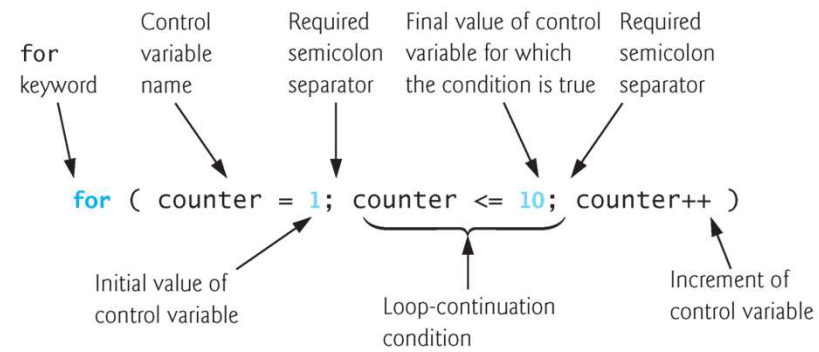 for
keyword
Control
variable
name
Required
semicolon
separator
Final value of control
variable for which
the condition is true
Required
semicolon
separator
for ( counter = 1; counter <= 10; counter++ )
Initial value of
control variable
Loop-continuation
condition
Increment of
control variable